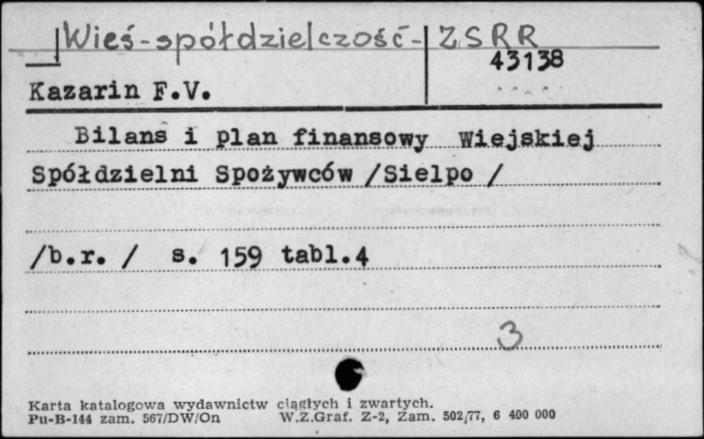 Wieś-spółdzielczość- ZSRR
43138
Kazarin F.V.
Bilans i plan finansowy Wiejskiej
Spółdzielni Spożywców /Sielpo /
/b.r. / s. 159 tabl.4
3
Karta katalogowa wydawnictw ciągłych i zwartych.
Pu-B-144 zam. 567/DW/On W.Z.Graf. Z-2, Zam. 502/77, 6 400 000